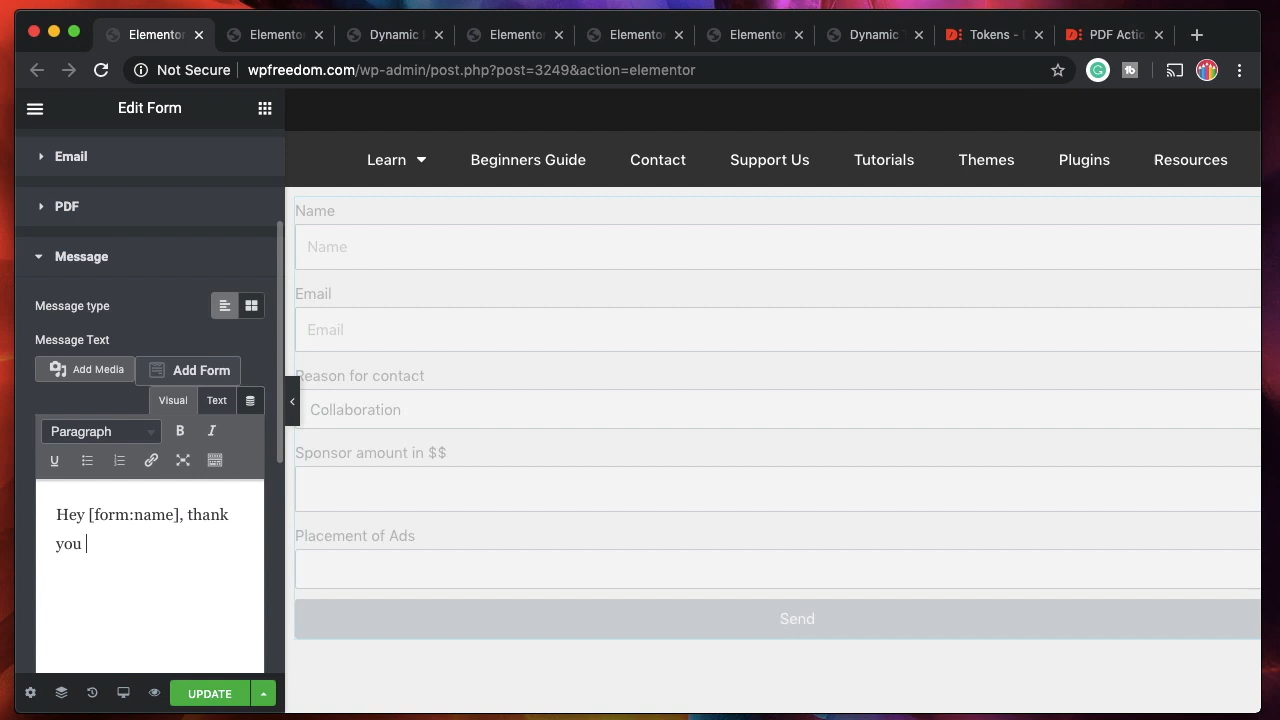 Elementor
Elementor
Dynamic
Elementor
Elementor
Elementor
Dynamic
Tokens -
PDF Actio
Not Secure
wpfreedom.com/wp-admin/post.php?post=3249&action=elementor
Edit Form
Email
PDF
Message
Message type
Message Text
Add Media
Add Form
Visual
Text
Paragraph
B
I
U
Hey [form:name], thank
you
UPDATE
Learn
Beginners Guide
Contact
Support Us
Tutorials
Themes
Plugins
Resources
Name
Name
Email
Email
Reason for contact
Collaboration
Sponsor amount in $$
Placement of Ads
Send